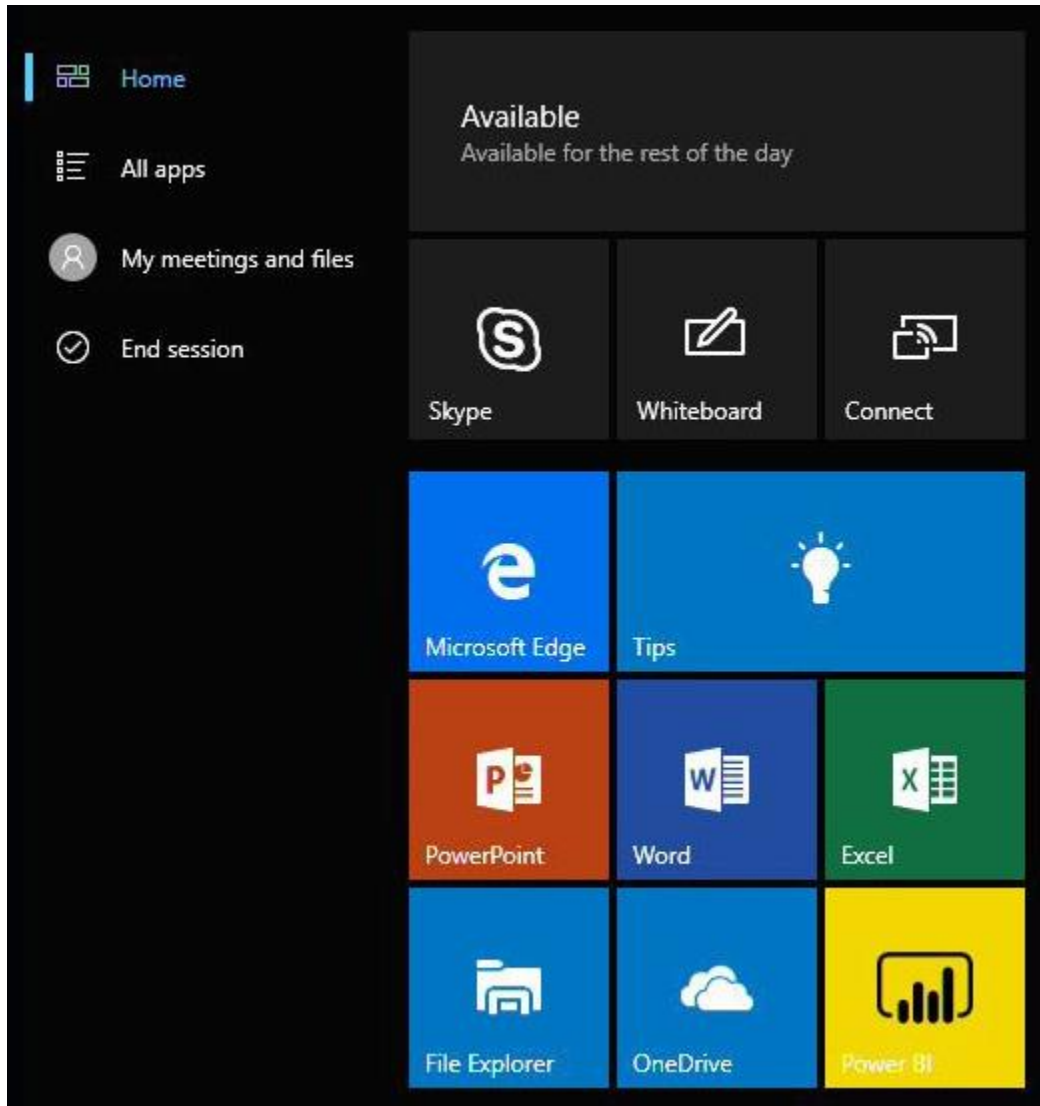 Home
All apps
My meetings and files
End session
Available
Available for the rest of the day
Skype
Whiteboard
Connect
Microsoft Edge
Tips
PowerPoint
Word
Excel
File Explorer
OneDrive
Power BI